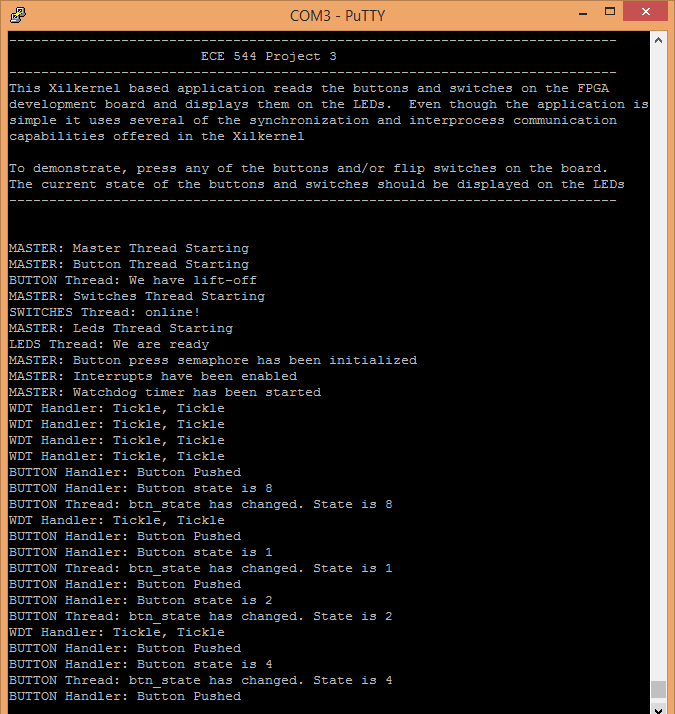 COM3 - PuTTY
----------------------------------------------------------------------------
ECE 544 Project 3
----------------------------------------------------------------------------
This Xilkernel based application reads the buttons and switches on the FPGA
development board and displays them on the LEDs.  Even though the application is
simple it uses several of the synchronization and interprocess communication
capabilities offered in the Xilkernel
To demonstrate, press any of the buttons and/or flip switches on the board.
The current state of the buttons and switches should be displayed on the LEDs
----------------------------------------------------------------------------
MASTER: Master Thread Starting
MASTER: Button Thread Starting
BUTTON Thread: We have lift-off
MASTER: Switches Thread Starting
SWITCHES Thread: online!
MASTER: Leds Thread Starting
LEDS Thread: We are ready
MASTER: Button press semaphore has been initialized
MASTER: Interrupts have been enabled
MASTER: Watchdog timer has been started
WDT Handler: Tickle, Tickle
WDT Handler: Tickle, Tickle
WDT Handler: Tickle, Tickle
WDT Handler: Tickle, Tickle
BUTTON Handler: Button Pushed
BUTTON Handler: Button state is 8
BUTTON Thread: btn_state has changed. State is 8
WDT Handler: Tickle, Tickle
BUTTON Handler: Button Pushed
BUTTON Handler: Button state is 1
BUTTON Thread: btn_state has changed. State is 1
BUTTON Handler: Button Pushed
BUTTON Handler: Button state is 2
BUTTON Thread: btn_state has changed. State is 2
WDT Handler: Tickle, Tickle
BUTTON Handler: Button Pushed
BUTTON Handler: Button state is 4
BUTTON Thread: btn_state has changed. State is 4
BUTTON Handler: Button Pushed